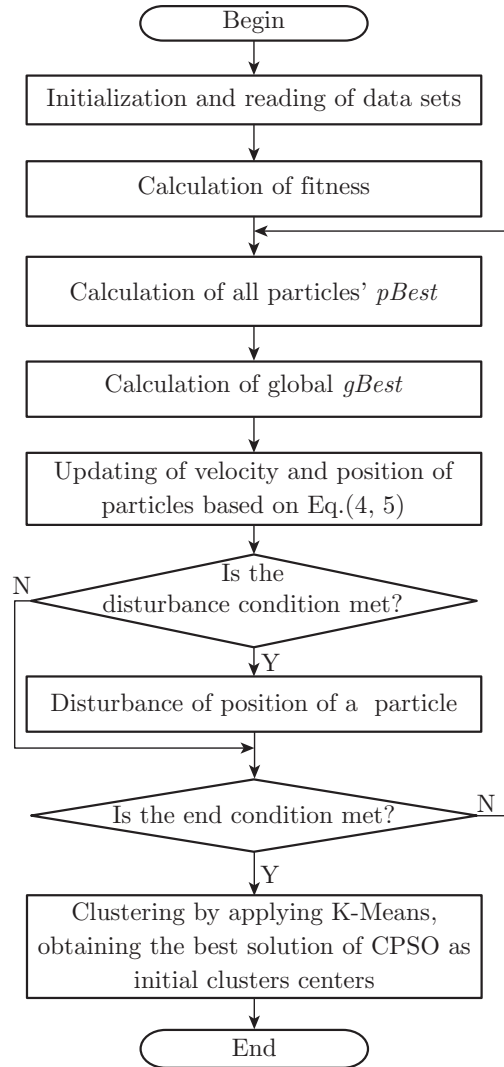 Begin
Initialization and reading of data sets
Calculation of fitness
Calculation of all particles' pBest
Calculation of global gBest
Updating of velocity and position of
particles based on Eq.(4, 5)
Is the
disturbance condition met?
N
Y
Disturbance of position of a particle
Is the end condition met?
N
Y
Clustering by applying K-Means,
obtaining the best solution of CPSO as
initial clusters centers
End